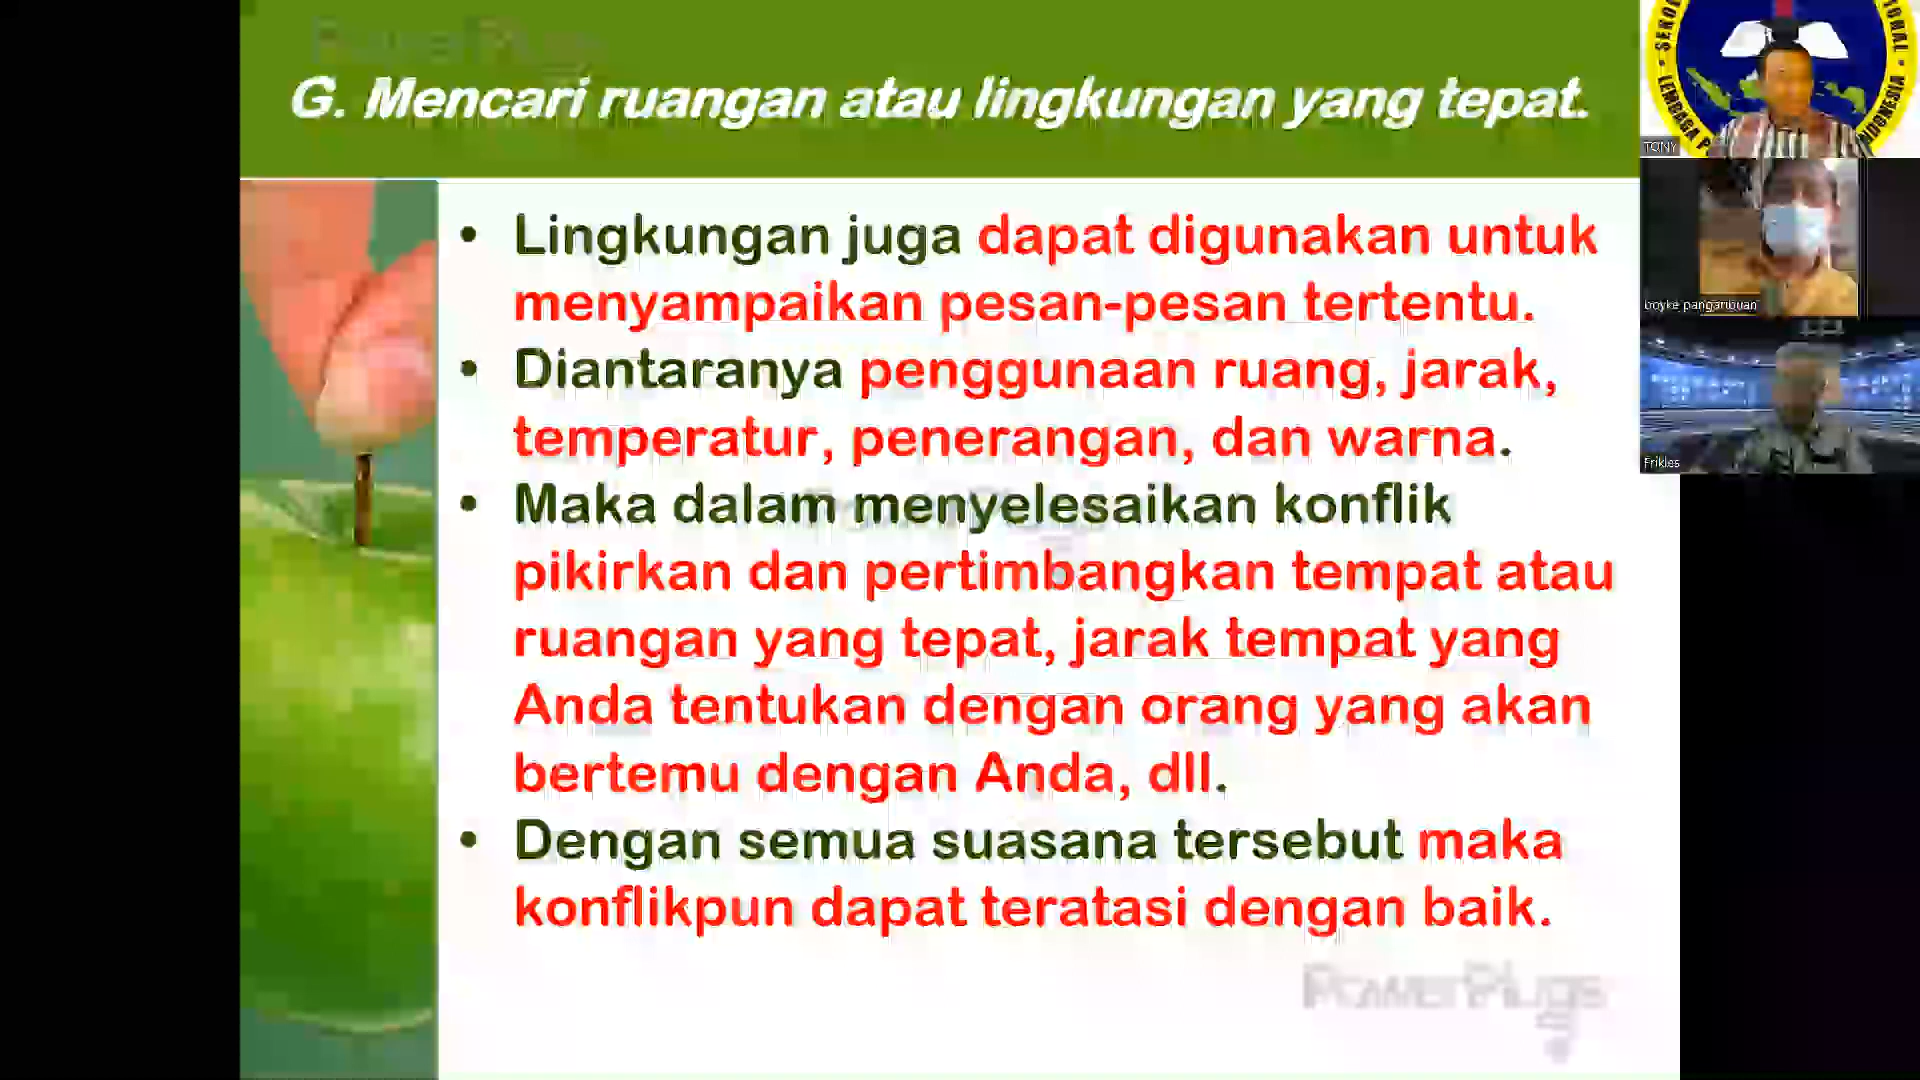 G. Mencari ruangan atau lingkungan yang tepat.
• Lingkungan juga dapat digunakan untuk
menyampaikan pesan-pesan tertentu.
• Diantaranya penggunaan ruang, jarak,
temperatur, penerangan, dan warna.
• Maka dalam menyelesaikan konflik
pikirkan dan pertimbangkan tempat atau
ruangan yang tepat, jarak tempat yang
Anda tentukan dengan orang yang akan
bertemu dengan Anda, dll.
• Dengan semua suasana tersebut maka
konflikpun dapat teratasi dengan baik.
PowerPlugs
TONY
boyke pangaribuan
Frikles
LEMBAGA